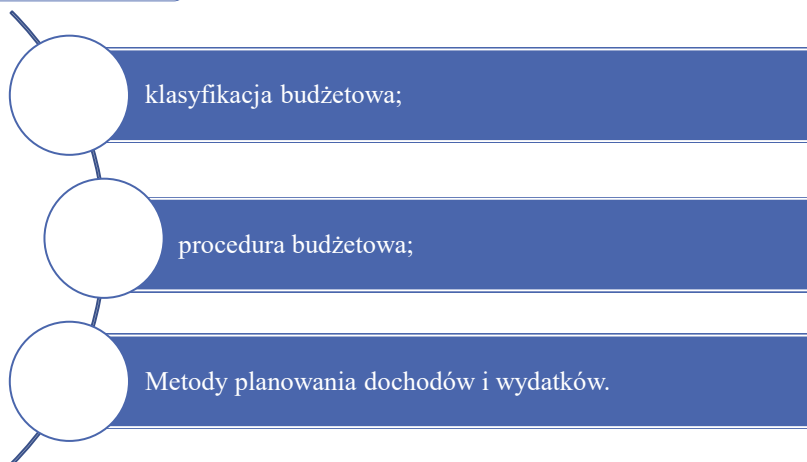 klasyfikacja budżetowa;
procedura budżetowa;
Metody planowania dochodów i wydatków.